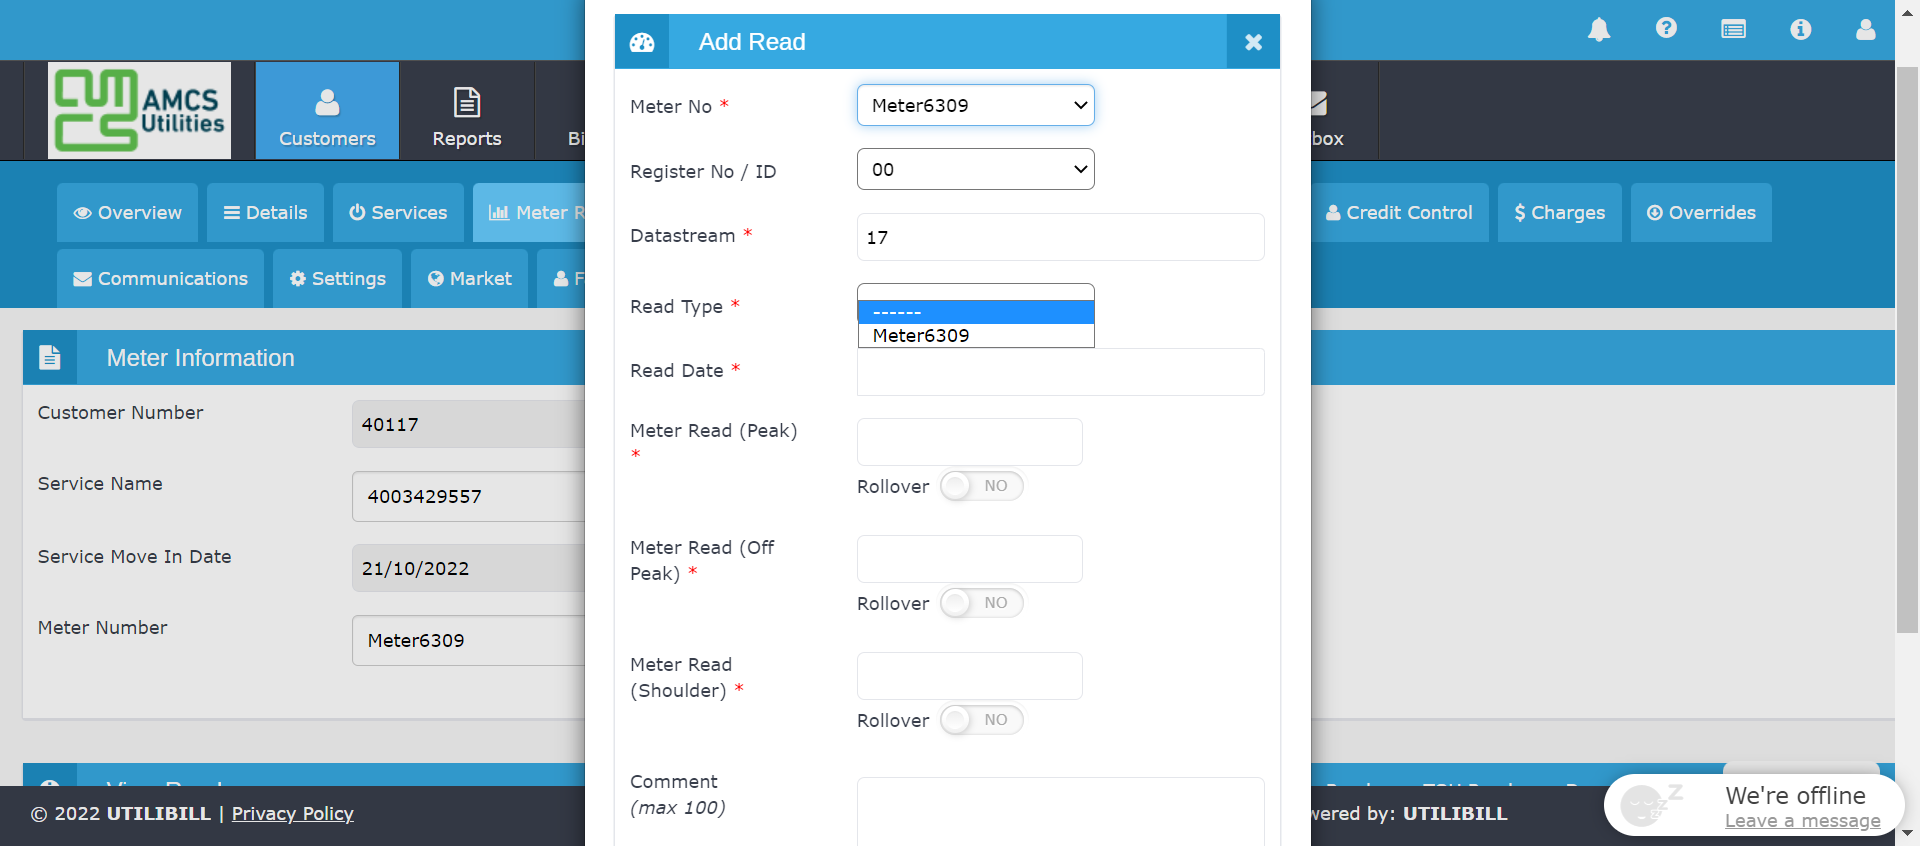 Add Read
AMCS
Utilities
Customers
Reports
Bi
box
Overview
Details
Services
Meter R
Credit Control
$ Charges
Overrides
Communications
Settings
Market
F
Meter Information
Customer Number
40117
Service Name
4003429557
Service Move In Date
21/10/2022
Meter Number
Meter6309
Meter No *
Meter6309
Register No / ID
00
Datastream *
17
Read Type *
------
Meter6309
Read Date *
Meter Read (Peak)
*
Rollover NO
Meter Read (Off
Peak) *
Rollover NO
Meter Read
(Shoulder) *
Rollover NO
Comment
(max 100)
© 2022 UTILIBILL | Privacy Policy
wered by: UTILIBILL
We're offline
Leave a message